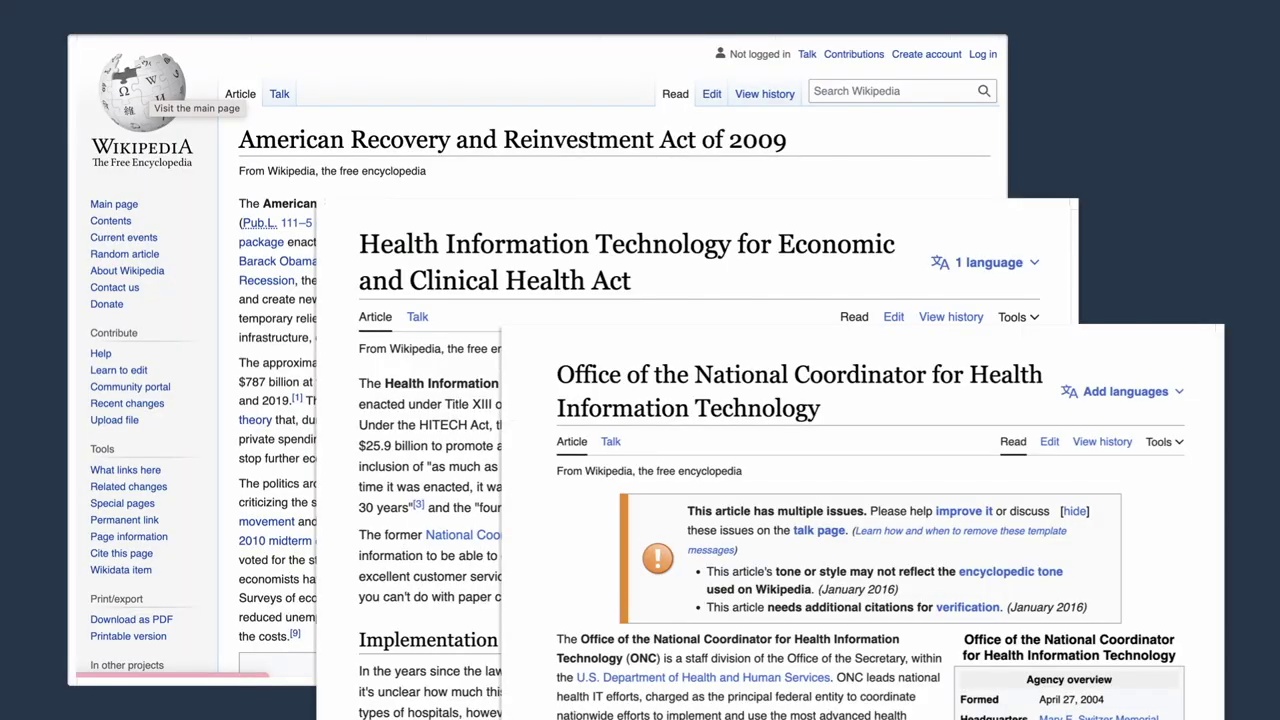 Not logged in Talk Contributions Create account Log in
Article Talk Read Edit View history Search Wikipedia
Visit the main page
WIKIPEDIA
The Free Encyclopedia
Main page
Contents
Current events
Random article
About Wikipedia
Contact us
Donate
Contribute
Help
Learn to edit
Community portal
Recent changes
Upload file
Tools
What links here
Related changes
Special pages
Permanent link
Page information
Cite this page
Wikidata item
Print/export
Download as PDF
Printable version
In other projects
American Recovery and Reinvestment Act of 2009
From Wikipedia, the free encyclopedia
The American
(Pub.L. 111–5
package enact
Barack Obama
Recession, the
and create new
temporary relie
infrastructure,
The approxima
$787 billion at
and 2019.[1] Th
theory that, du
private spendin
stop further ec
The politics aro
criticizing the s
movement and
2010 midterm
voted for the st
economists ha
Surveys of eco
reduced unem
the costs.[9]
Health Information Technology for Economic
and Clinical Health Act
1 language
Article Talk Read Edit View history Tools
From Wikipedia, the free en
The Health Information
enacted under Title XIII o
Under the HITECH Act, t
$25.9 billion to promote a
inclusion of "as much as
time it was enacted, it wa
30 years"[3] and the "four
The former National Coo
information to be able to
excellent customer servic
you can't do with paper c
Implementation
In the years since the law
it's unclear how much this
types of hospitals, howev
Office of the National Coordinator for Health
Information Technology
Add languages
Article Talk Read Edit View history Tools
From Wikipedia, the free encyclopedia
This article has multiple issues. Please help improve it or discuss [hide]
these issues on the talk page. (Learn how and when to remove these template
messages)
• This article's tone or style may not reflect the encyclopedic tone
used on Wikipedia. (January 2016)
• This article needs additional citations for verification. (January 2016)
The Office of the National Coordinator for Health Information
Technology (ONC) is a staff division of the Office of the Secretary, within
the U.S. Department of Health and Human Services. ONC leads national
health IT efforts, charged as the principal federal entity to coordinate
nationwide efforts to implement and use the most advanced health
Office of the National Coordinator
for Health Information Technology
Agency overview
Formed April 27, 2004
Headquarters Mary E. Switzer Memorial